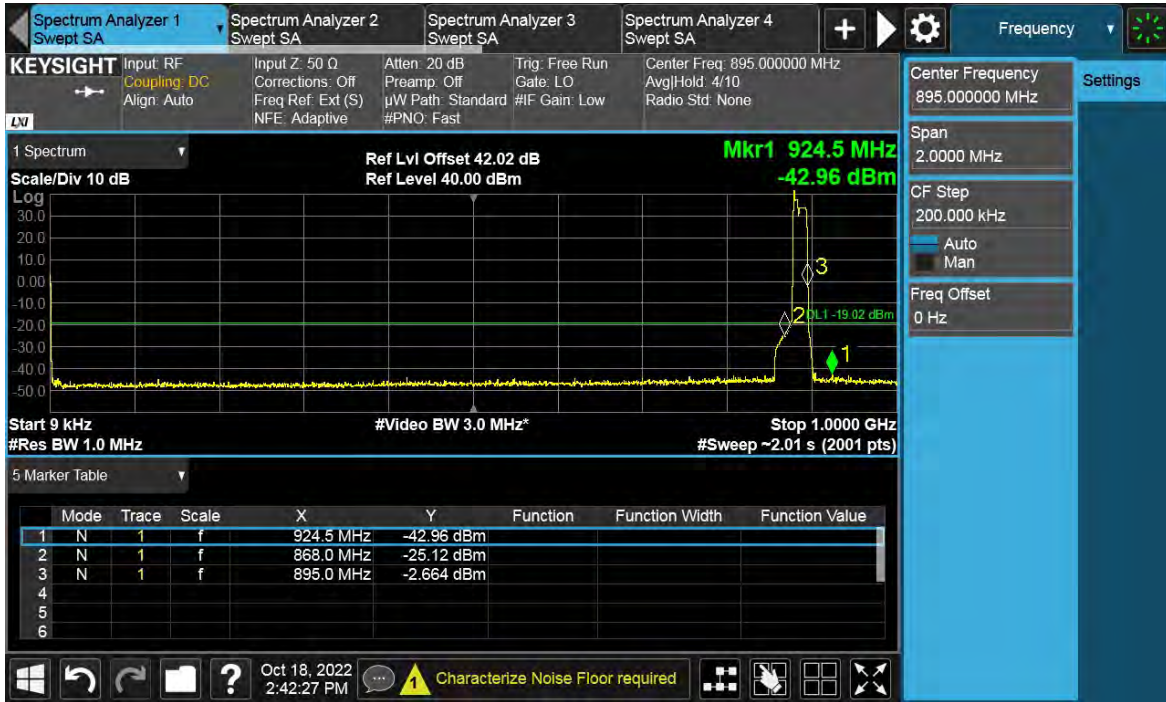 Spectrum Analyzer 1
Swept SA
Spectrum Analyzer 2
Swept SA
Spectrum Analyzer 3
Swept SA
Spectrum Analyzer 4
Swept SA
+
Frequency
KEYSIGHT
LXI
Input: RF
Coupling: DC
Align: Auto
Input Z: 50 Ω
Corrections: Off
Freq Ref: Ext (S)
NFE: Adaptive
Atten: 20 dB
Preamp: Off
µW Path: Standard
#PNO: Fast
Trig: Free Run
Gate: LO
#IF Gain: Low
Center Freq: 895.000000 MHz
Avg|Hold: 4/10
Radio Std: None
Center Frequency
895.000000 MHz
Settings
Span
2.0000 MHz
CF Step
200.000 kHz
Auto
Man
Freq Offset
0 Hz
1 Spectrum
Scale/Div 10 dB
Ref Lvl Offset 42.02 dB
Ref Level 40.00 dBm
Mkr1 924.5 MHz
-42.96 dBm
Log
30.0
20.0
10.0
0.00
-10.0
-20.0
-30.0
-40.0
-50.0
3
2
DL1 -19.02 dBm
1
Start 9 kHz
#Video BW 3.0 MHz*
Stop 1.0000 GHz
#Res BW 1.0 MHz
#Sweep ~2.01 s (2001 pts)
5 Marker Table
Mode Trace Scale X Y Function Function Width Function Value
1 N 1 f 924.5 MHz -42.96 dBm
2 N 1 f 868.0 MHz -25.12 dBm
3 N 1 f 895.0 MHz -2.664 dBm
4
5
6
?
Oct 18, 2022
2:42:27 PM
1
Characterize Noise Floor required